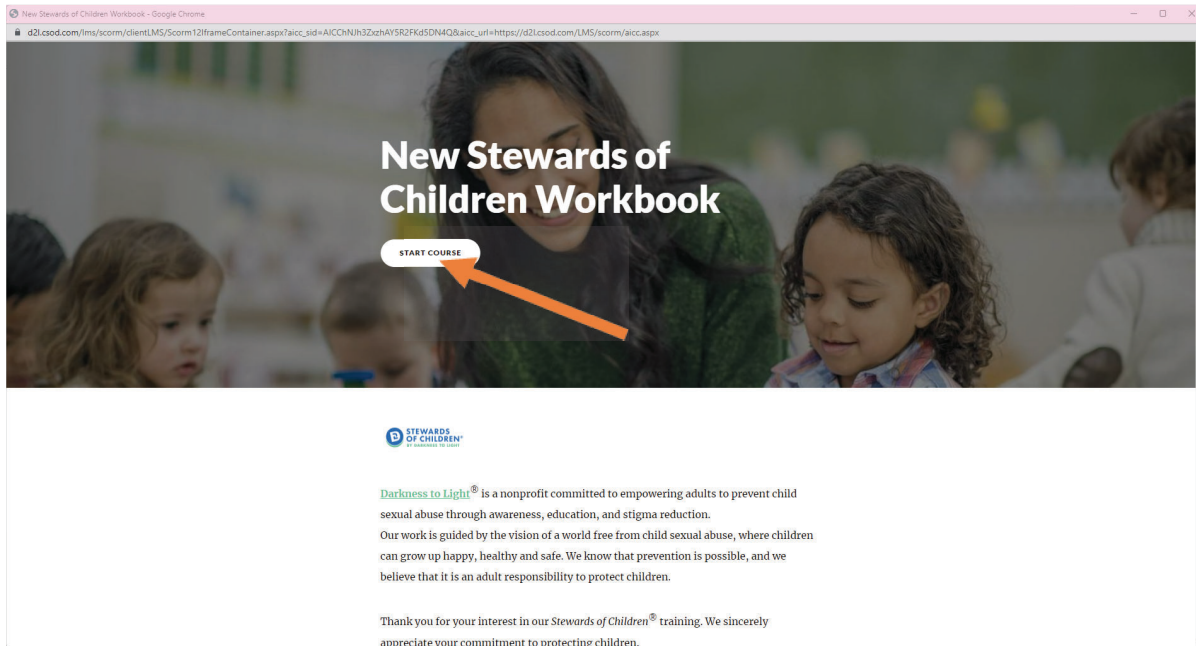 New Stewards of Children Workbook - Google Chrome
d2l.csod.com/lms/scorm/clientLMS/Scorm12IframeContainer.aspx?aicc_sid=AICChNJh3ZxzhAY5R2FKd5DN4Q&aicc_url=https://d2l.csod.com/LMS/scorm/aicc.aspx
New Stewards of
Children Workbook
START COURSE
STEWARDS
OF CHILDREN®
BY DARKNESS TO LIGHT
Darkness to Light® is a nonprofit committed to empowering adults to prevent child
sexual abuse through awareness, education, and stigma reduction.
Our work is guided by the vision of a world free from child sexual abuse, where children
can grow up happy, healthy and safe. We know that prevention is possible, and we
believe that it is an adult responsibility to protect children.
Thank you for your interest in our Stewards of Children® training. We sincerely
appreciate your commitment to protecting children.